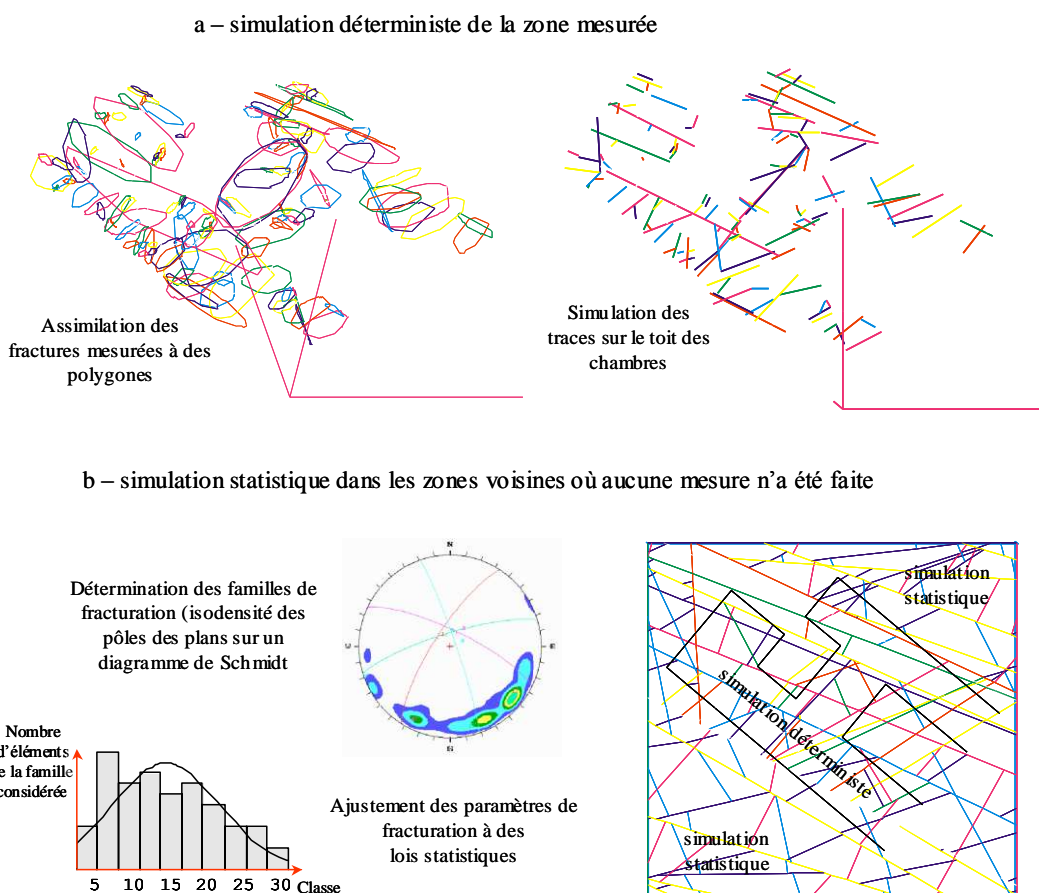 a – simulation déterministe de la zone mesurée
Assimilation des
fractures mesurées à des
polygones
Simulation des
traces sur le toit des
chambres
b – simulation statistique dans les zones voisines où aucune mesure n’a été faite
Détermination des familles de
fracturation (isodensité des
pôles des plans sur un
diagramme de Schmidt
N
E
S
simulation
statistique
simulation déterministe
simulation
statistique
Nombre
d’éléments
e la famille
considérée
5 10 15 20 25 30 Classe
Ajustement des paramètres de
fracturation à des
lois statistiques